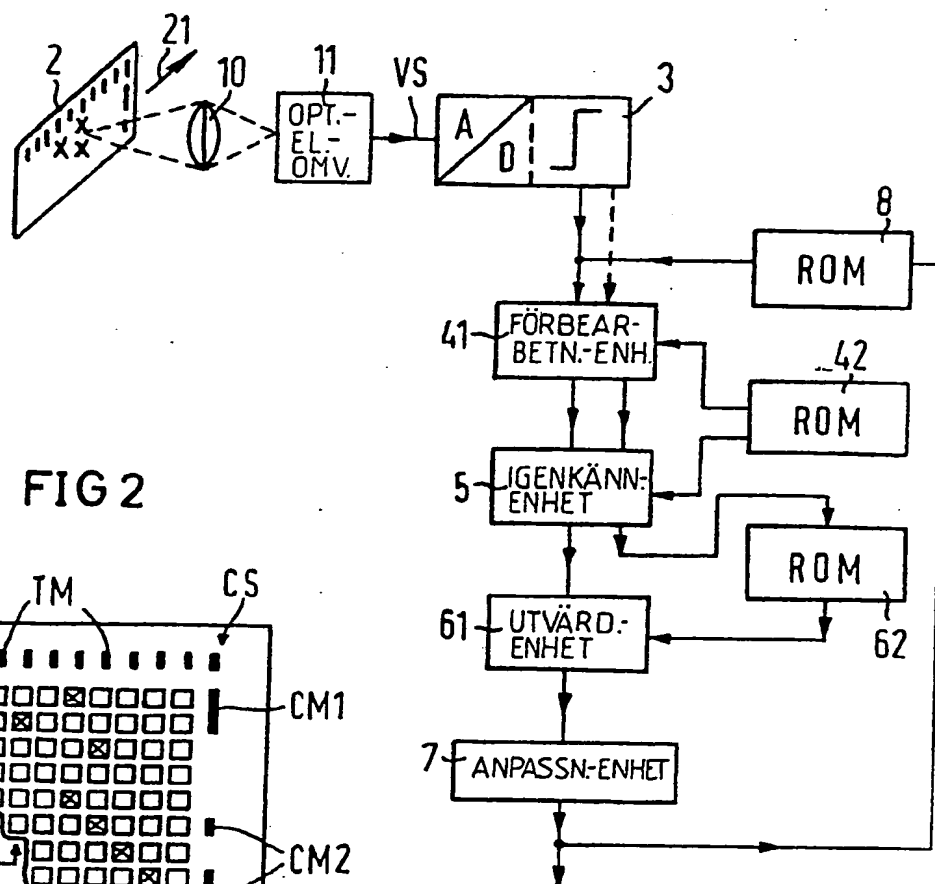 21
2
10
11
OPT.-
EL.-
OMV.
VS
A
D
3
8
ROM
41
FÖRBEAR-
BETN.-ENH.
42
ROM
FIG 2
5
IGENKÄNN-
ENHET
ROM
62
TM
CS
61
UTVÄRD.-
ENHET
CM1
7
ANPASSN.-ENHET
CM2